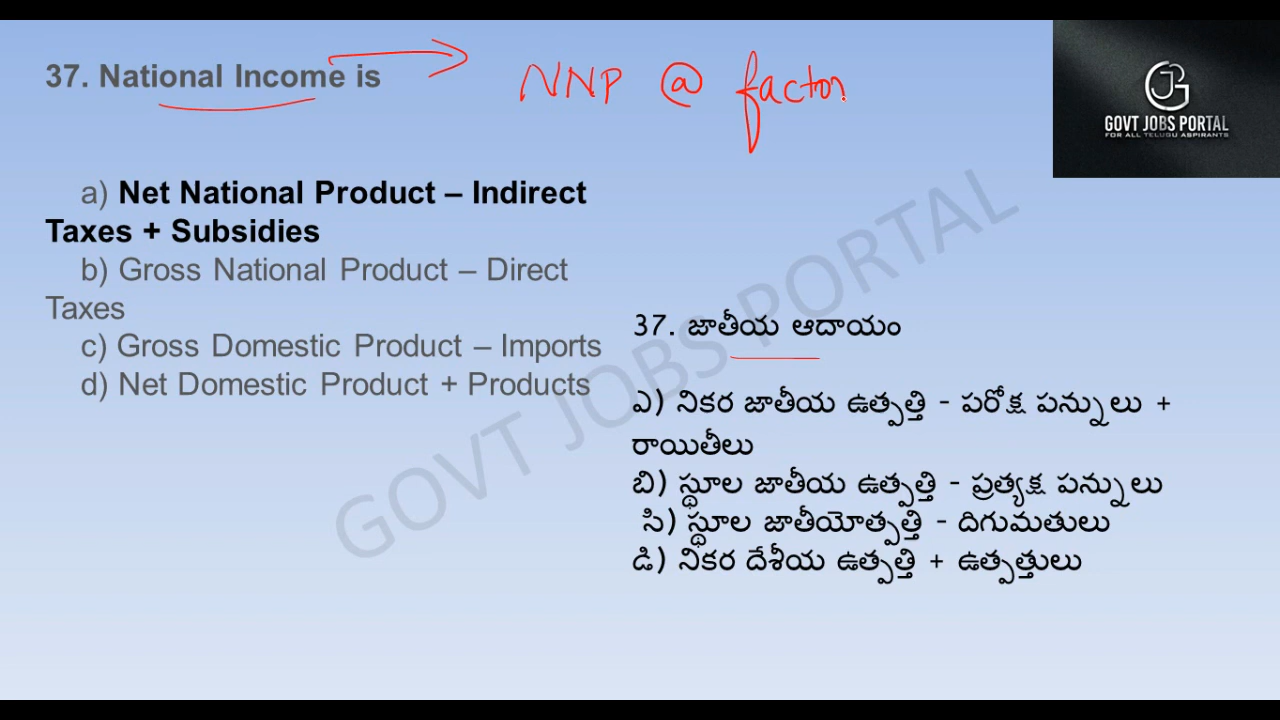 37. National Income is
NNP @ factor
GOVT JOBS PORTAL
FOR ALL TELUGU ASPIRANTS
a) Net National Product – Indirect
Taxes + Subsidies
b) Gross National Product – Direct
Taxes
c) Gross Domestic Product – Imports
d) Net Domestic Product + Products
37. జాతీయ ఆదాయం
ఎ) నికర జాతీయ ఉత్పత్తి - పరోక్ష పన్నులు +
రాయితీలు
బి) స్థూల జాతీయ ఉత్పత్తి - ప్రత్యక్ష పన్నులు
సి) స్థూల జాతీయోత్పత్తి - దిగుమతులు
డి) నికర దేశీయ ఉత్పత్తి + ఉత్పత్తులు
GOVT JOBS PORTAL